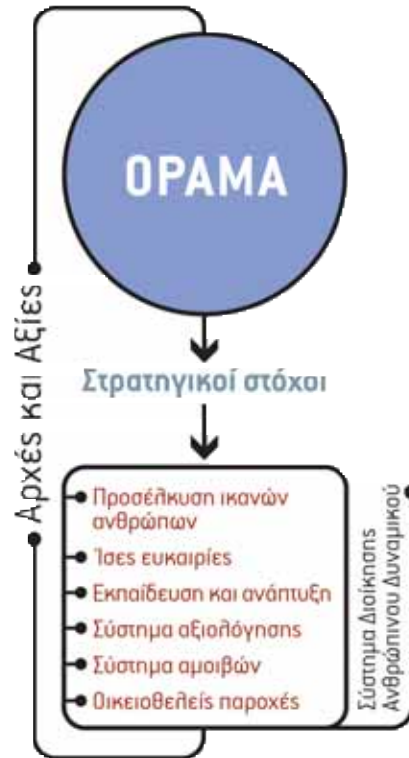 ΟΡΑΜΑ
Αρχές και Αξίες
Στρατηγικοί στόχοι
Προσέλκυση ικανών
ανθρώπων
Ίσες ευκαιρίες
Εκπαίδευση και ανάπτυξη
Σύστημα αξιολόγησης
Σύστημα αμοιβών
Οικειοθελείς παροχές
Σύστημα Διοίκησης
Ανθρώπινου Δυναμικού